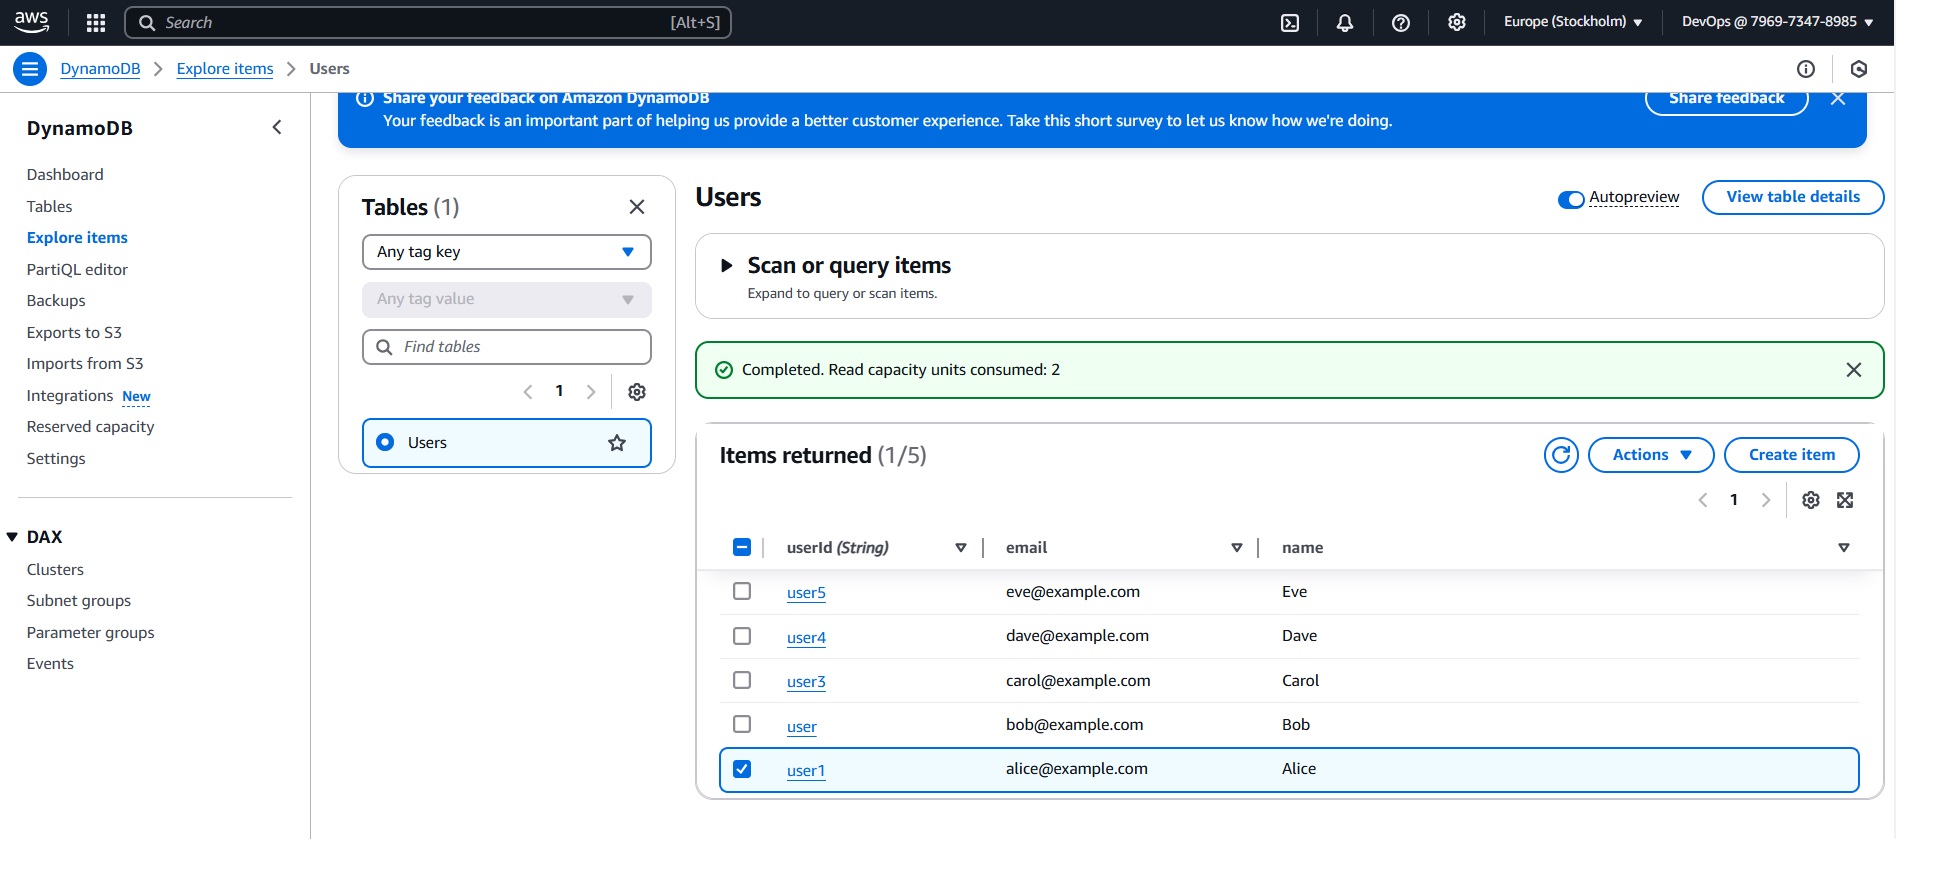 aws Search [Alt+S] Europe (Stockholm) DevOps @ 7969-7347-8985
DynamoDB Explore items Users
DynamoDB
Dashboard
Tables
Explore items
PartiQL editor
Backups
Exports to S3
Imports from S3
Integrations New
Reserved capacity
Settings
DAX
Clusters
Subnet groups
Parameter groups
Events
Share your feedback on Amazon DynamoDB
Your feedback is an important part of helping us provide a better customer experience. Take this short survey to let us know how we're doing.
Share feedback
Tables (1)
Any tag key
Any tag value
Find tables
1
Users
Users
Autopreview
View table details
Scan or query items
Expand to query or scan items.
Completed. Read capacity units consumed: 2
Items returned (1/5)
Actions
Create item
1
userId (String) email name
user5 eve@example.com Eve
user4 dave@example.com Dave
user3 carol@example.com Carol
user bob@example.com Bob
user1 alice@example.com Alice